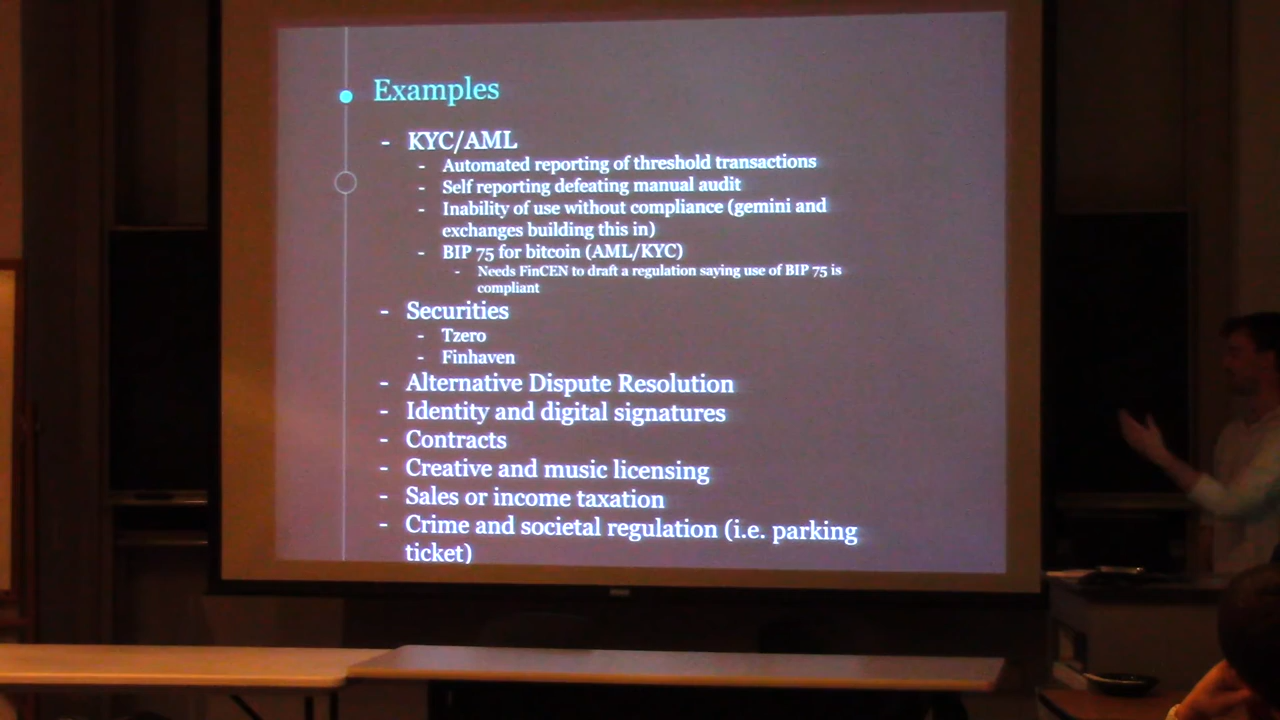 Examples
- KYC/AML
- Automated reporting of threshold transactions
- Self reporting defeating manual audit
- Inability of use without compliance (gemini and
exchanges building this in)
- BIP 75 for bitcoin (AML/KYC)
- Needs FinCEN to draft a regulation saying use of BIP 75 is
compliant
- Securities
- Tzero
- Finhaven
- Alternative Dispute Resolution
- Identity and digital signatures
- Contracts
- Creative and music licensing
- Sales or income taxation
- Crime and societal regulation (i.e. parking
ticket)